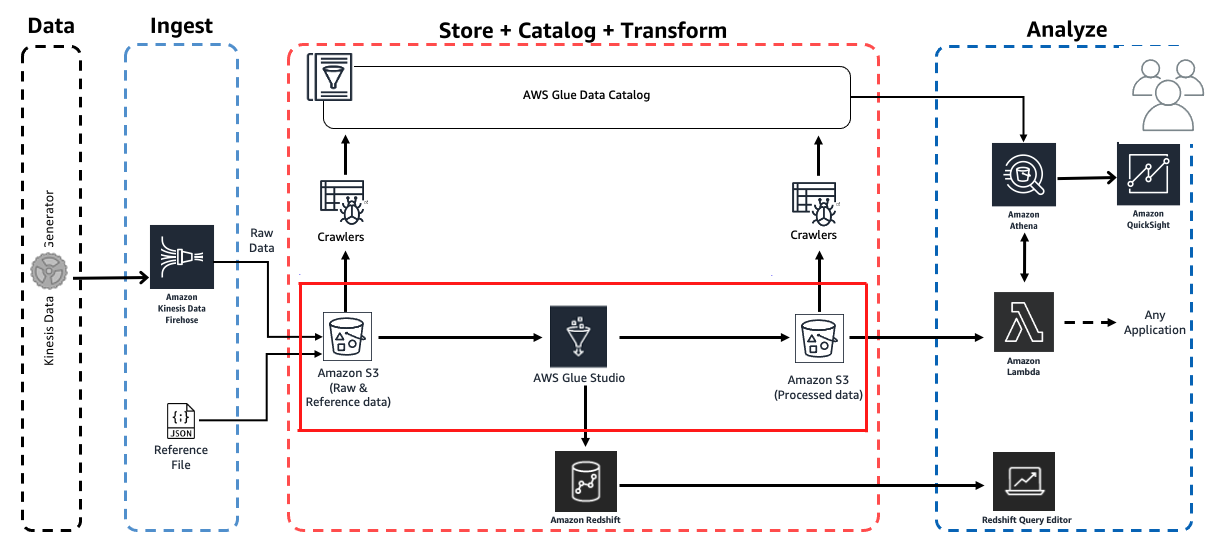 Data
Ingest
Store + Catalog + Transform
Analyze
AWS Glue Data Catalog
Kinesis Data
Generator
Amazon
Kinesis Data
Firehose
Raw
Data
{;}
JSON
Reference
File
Crawlers
Crawlers
Amazon S3
(Raw &
Reference data)
AWS Glue Studio
Amazon S3
(Processed data)
Amazon Redshift
Amazon
Athena
Amazon
QuickSight
Amazon
Lambda
Any
Application
Redshift Query Editor